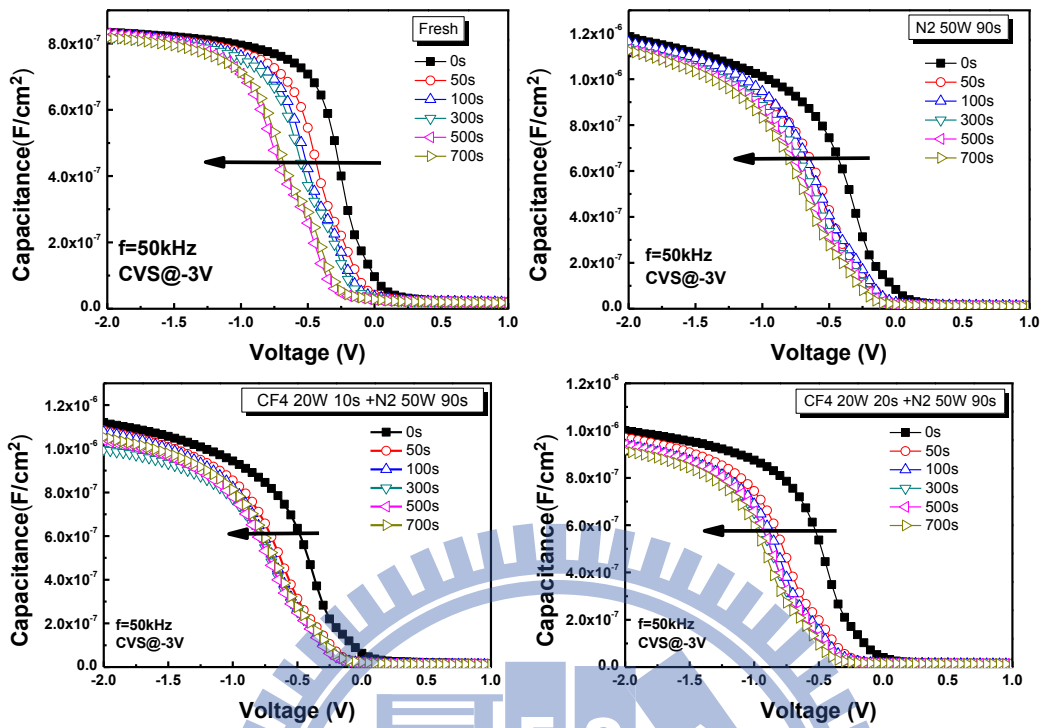 Fresh
0s
50s
100s
300s
500s
700s
8.0x10-7
6.0x10-7
4.0x10-7
2.0x10-7
0.0
f=50kHz
CVS@-3V
-2.0 -1.5 -1.0 -0.5 0.0 0.5 1.0
Voltage (V)
Capacitance(F/cm2)
N2 50W 90s
0s
50s
100s
300s
500s
700s
1.2x10-6
1.0x10-6
8.0x10-7
6.0x10-7
4.0x10-7
2.0x10-7
0.0
f=50kHz
CVS@-3V
-2.0 -1.5 -1.0 -0.5 0.0 0.5 1.0
Voltage (V)
Capacitance(F/cm2)
CF4 20W 10s +N2 50W 90s
0s
50s
100s
300s
500s
700s
1.2x10-6
1.0x10-6
8.0x10-7
6.0x10-7
4.0x10-7
2.0x10-7
0.0
f=50kHz
CVS@-3V
-2.0 -1.5 -1.0 -0.5 0.0 0.5 1.0
Voltage (V)
Capacitance(F/cm2)
CF4 20W 20s +N2 50W 90s
0s
50s
100s
300s
500s
700s
1.2x10-6
1.0x10-6
8.0x10-7
6.0x10-7
4.0x10-7
2.0x10-7
0.0
f=50kHz
CVS@-3V
-2.0 -1.5 -1.0 -0.5 0.0 0.5 1.0
Voltage (V)
Capacitance(F/cm2)